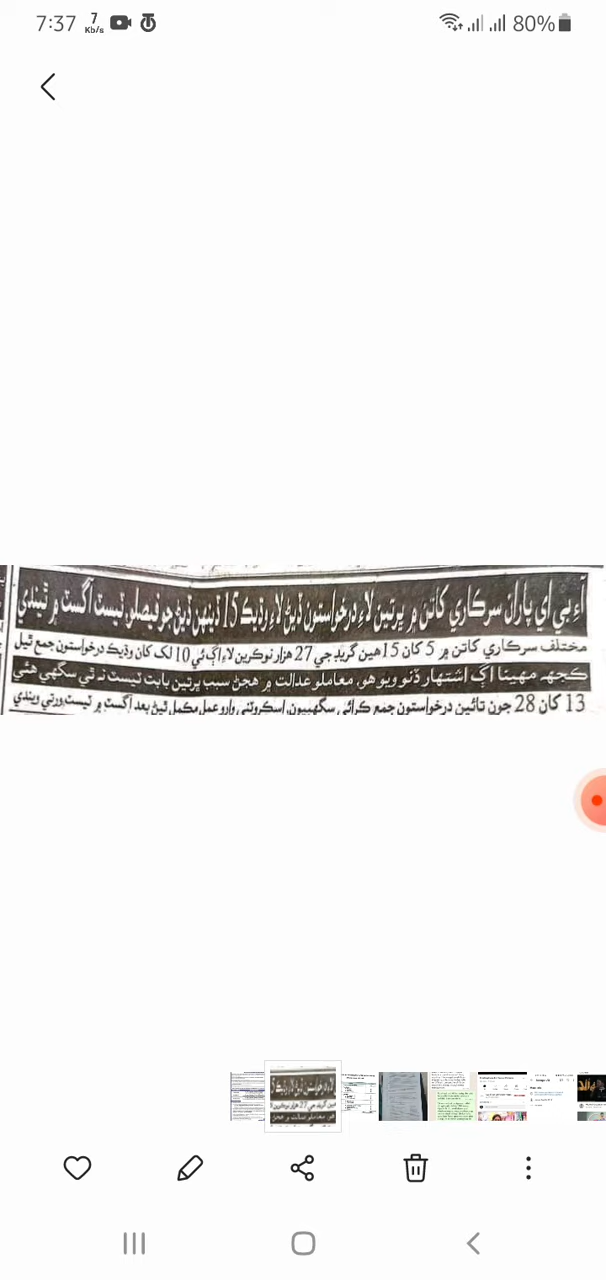 7:37 7 Kb/s 80%
آءِ بي اي پاران سرڪاري کاتن ۾ ڀرتين لاءِ درخواستون ڏيڻ لاءِ وڌيڪ 15 ڏينهن ڏيڻ جو فيصلو، ٽيسٽ آگسٽ ۾ ٿيندي
مختلف سرڪاري کاتن ۾ 5 کان 15 هين گريڊ جي 27 هزار نوڪرين لاءِ اڳ ئي 10 لک کان وڌيڪ درخواستون جمع ٿيل
ڪجهه مهينا اڳ اشتهار ڏنو ويو هو، معاملو عدالت ۾ هجڻ سبب ڀرتين بابت ٽيسٽ نه ٿي سگهي هئي
13 کان 28 جون تائين درخواستون جمع ڪرائي سگهبيون، اسڪروٽني وارو عمل مڪمل ٿيڻ بعد آگسٽ ۾ ٽيسٽ ورتي ويندي